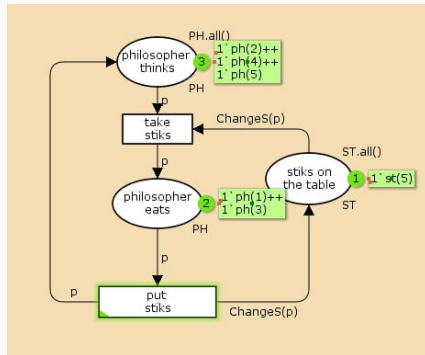 PH.all()
philosopher
thinks
3
1`ph(2)++
1`ph(4)++
1`ph(5)
PH
p
take
stiks
ChangeS(p)
p
ST.all()
stiks on
the table
1
1`st(5)
ST
philosopher
eats
2
1`ph(1)++
1`ph(3)
PH
p
p
put
stiks
ChangeS(p)